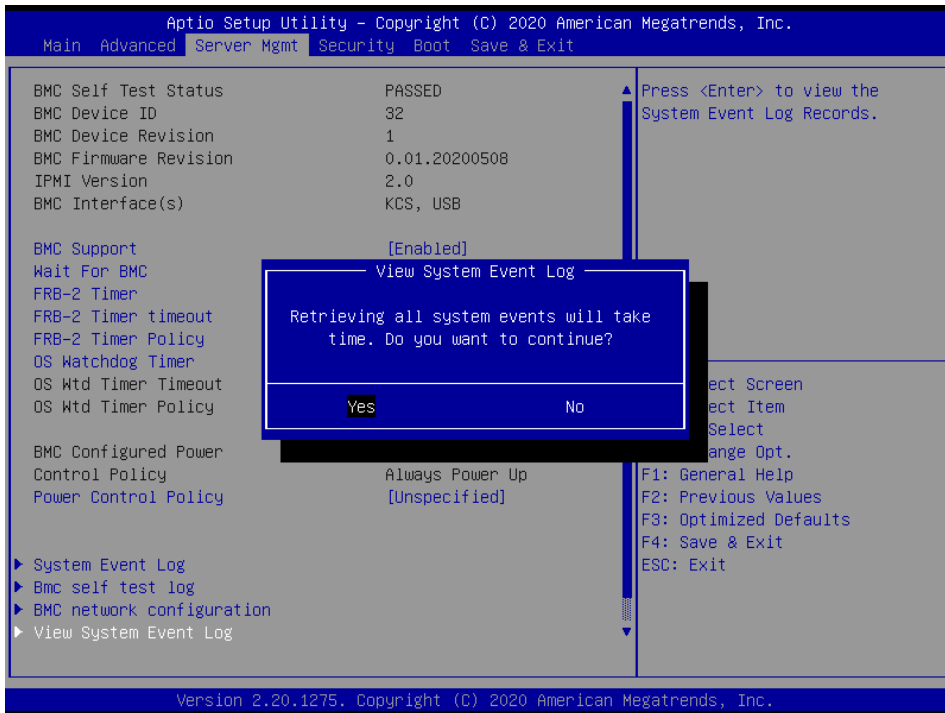 Aptio Setup Utility – Copyright (C) 2020 American Megatrends, Inc.
Main Advanced Server Mgmt Security Boot Save & Exit
BMC Self Test Status PASSED
BMC Device ID 32
BMC Device Revision 1
BMC Firmware Revision 0.01.20200508
IPMI Version 2.0
BMC Interface(s) KCS, USB
BMC Support [Enabled]
Wait For BMC
FRB-2 Timer
FRB-2 Timer timeout
FRB-2 Timer Policy
OS Watchdog Timer
OS Wtd Timer Timeout
OS Wtd Timer Policy
BMC Configured Power
Control Policy Always Power Up
Power Control Policy [Unspecified]
System Event Log
Bmc self test log
BMC network configuration
View System Event Log
View System Event Log
Retrieving all system events will take
time. Do you want to continue?
Yes No
Press <Enter> to view the
System Event Log Records.
ect Screen
ect Item
Select
ange Opt.
F1: General Help
F2: Previous Values
F3: Optimized Defaults
F4: Save & Exit
ESC: Exit
Version 2.20.1275. Copyright (C) 2020 American Megatrends, Inc.